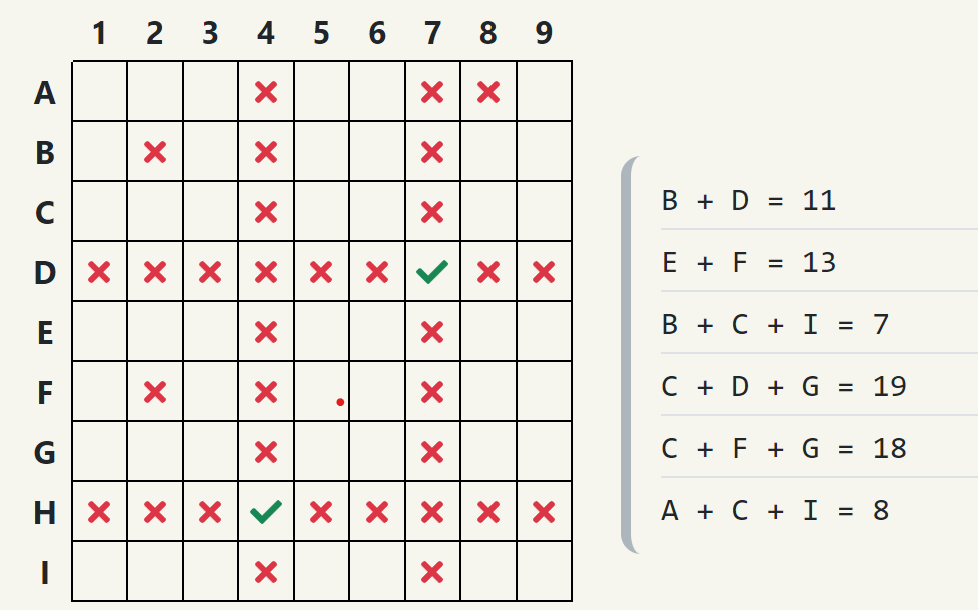 1 2 3 4 5 6 7 8 9
A
B
C
D
E
F
G
H
I
B + D = 11
E + F = 13
B + C + I = 7
C + D + G = 19
C + F + G = 18
A + C + I = 8